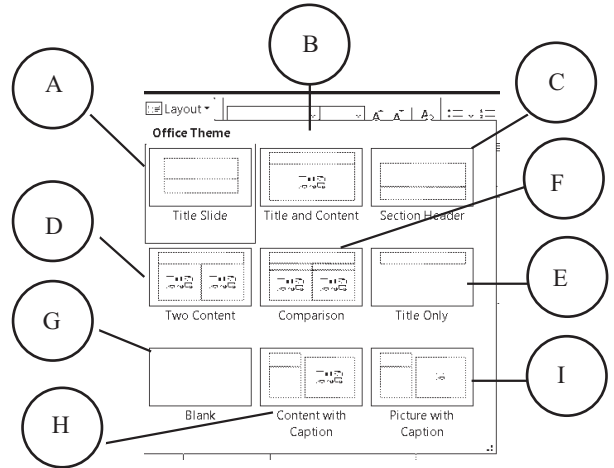 B
A
C
Layout
Office Theme
Title Slide
Title and Content
Section Header
F
D
E
Two Content
Comparison
Title Only
G
I
Blank
Content with
Caption
Picture with
Caption
H